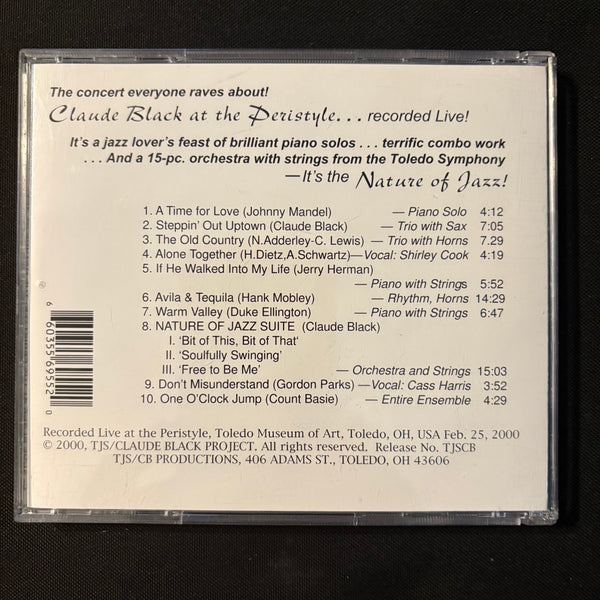 The concert everyone raves about!
Claude Black at the Peristyle... recorded Live!
It's a jazz lover's feast of brilliant piano solos . . . terrific combo work
. . . And a 15-pc. orchestra with strings from the Toledo Symphony
—It's the Nature of Jazz!
1. A Time for Love (Johnny Mandel) — Piano Solo 4:12
2. Steppin' Out Uptown (Claude Black) — Trio with Sax 7:05
3. The Old Country (N.Adderley-C. Lewis) — Trio with Horns 7.29
4. Alone Together (H.Dietz,A.Schwartz)—Vocal: Shirley Cook 4:19
5. If He Walked Into My Life (Jerry Herman)
— Piano with Strings 5:52
6. Avila & Tequila (Hank Mobley) — Rhythm, Horns 14:29
7. Warm Valley (Duke Ellington) — Piano with Strings 6:47
8. NATURE OF JAZZ SUITE (Claude Black)
I. 'Bit of This, Bit of That'
II. 'Soulfully Swinging'
III. 'Free to Be Me' — Orchestra and Strings 15:03
9. Don't Misunderstand (Gordon Parks) —Vocal: Cass Harris 3:52
10. One O'Clock Jump (Count Basie) — Entire Ensemble 4:29
6 60355 69552 0
Recorded Live at the Peristyle, Toledo Museum of Art, Toledo, OH, USA Feb. 25, 2000
© 2000, TJS/CLAUDE BLACK PROJECT. All rights reserved. Release No. TJSCB
TJS/CB PRODUCTIONS, 406 ADAMS ST., TOLEDO, OH 43606